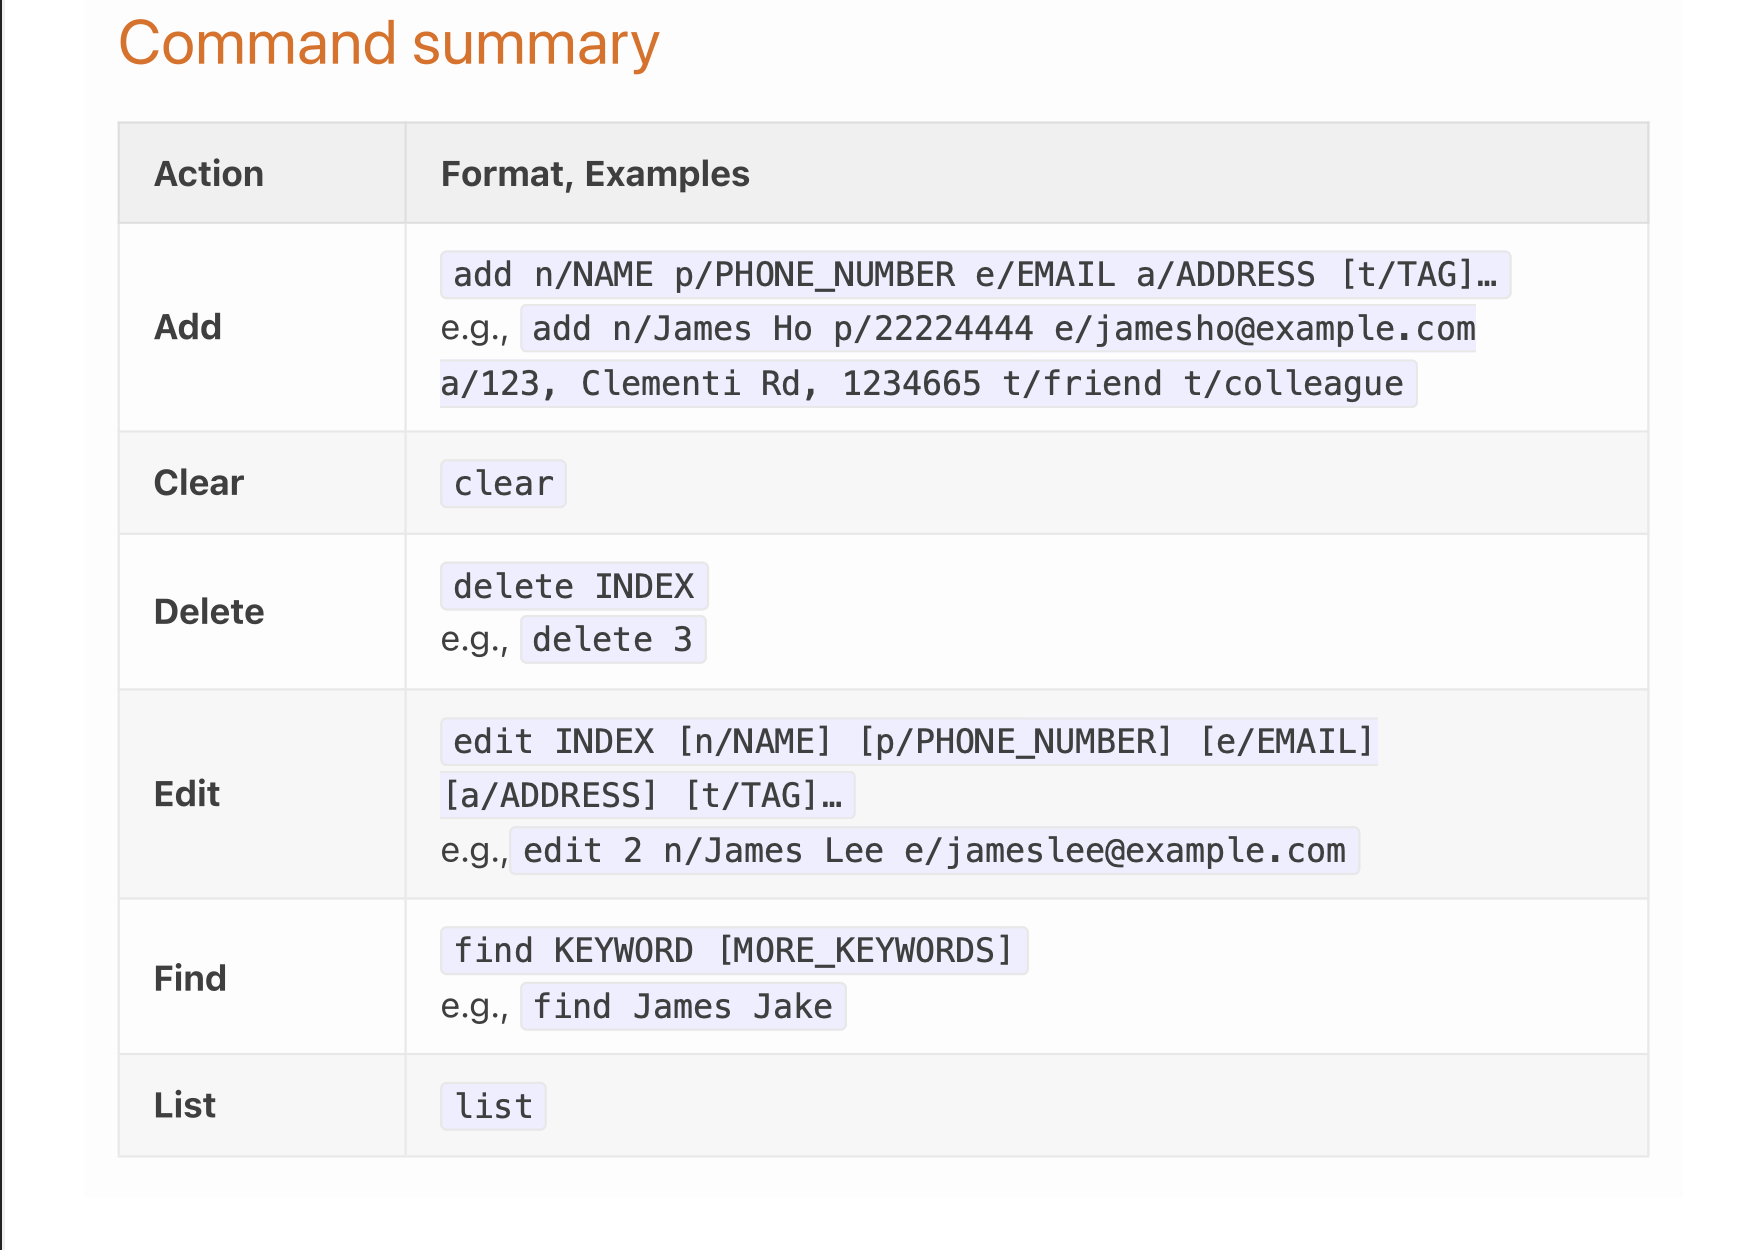 Command summary
Action
Format, Examples
Add
add n/NAME p/PHONE_NUMBER e/EMAIL a/ADDRESS [t/TAG]…
e.g., add n/James Ho p/22224444 e/jamesho@example.com
a/123, Clementi Rd, 1234665 t/friend t/colleague
Clear
clear
Delete
delete INDEX
e.g., delete 3
Edit
edit INDEX [n/NAME] [p/PHONE_NUMBER] [e/EMAIL]
[a/ADDRESS] [t/TAG]…
e.g., edit 2 n/James Lee e/jameslee@example.com
Find
find KEYWORD [MORE_KEYWORDS]
e.g., find James Jake
List
list